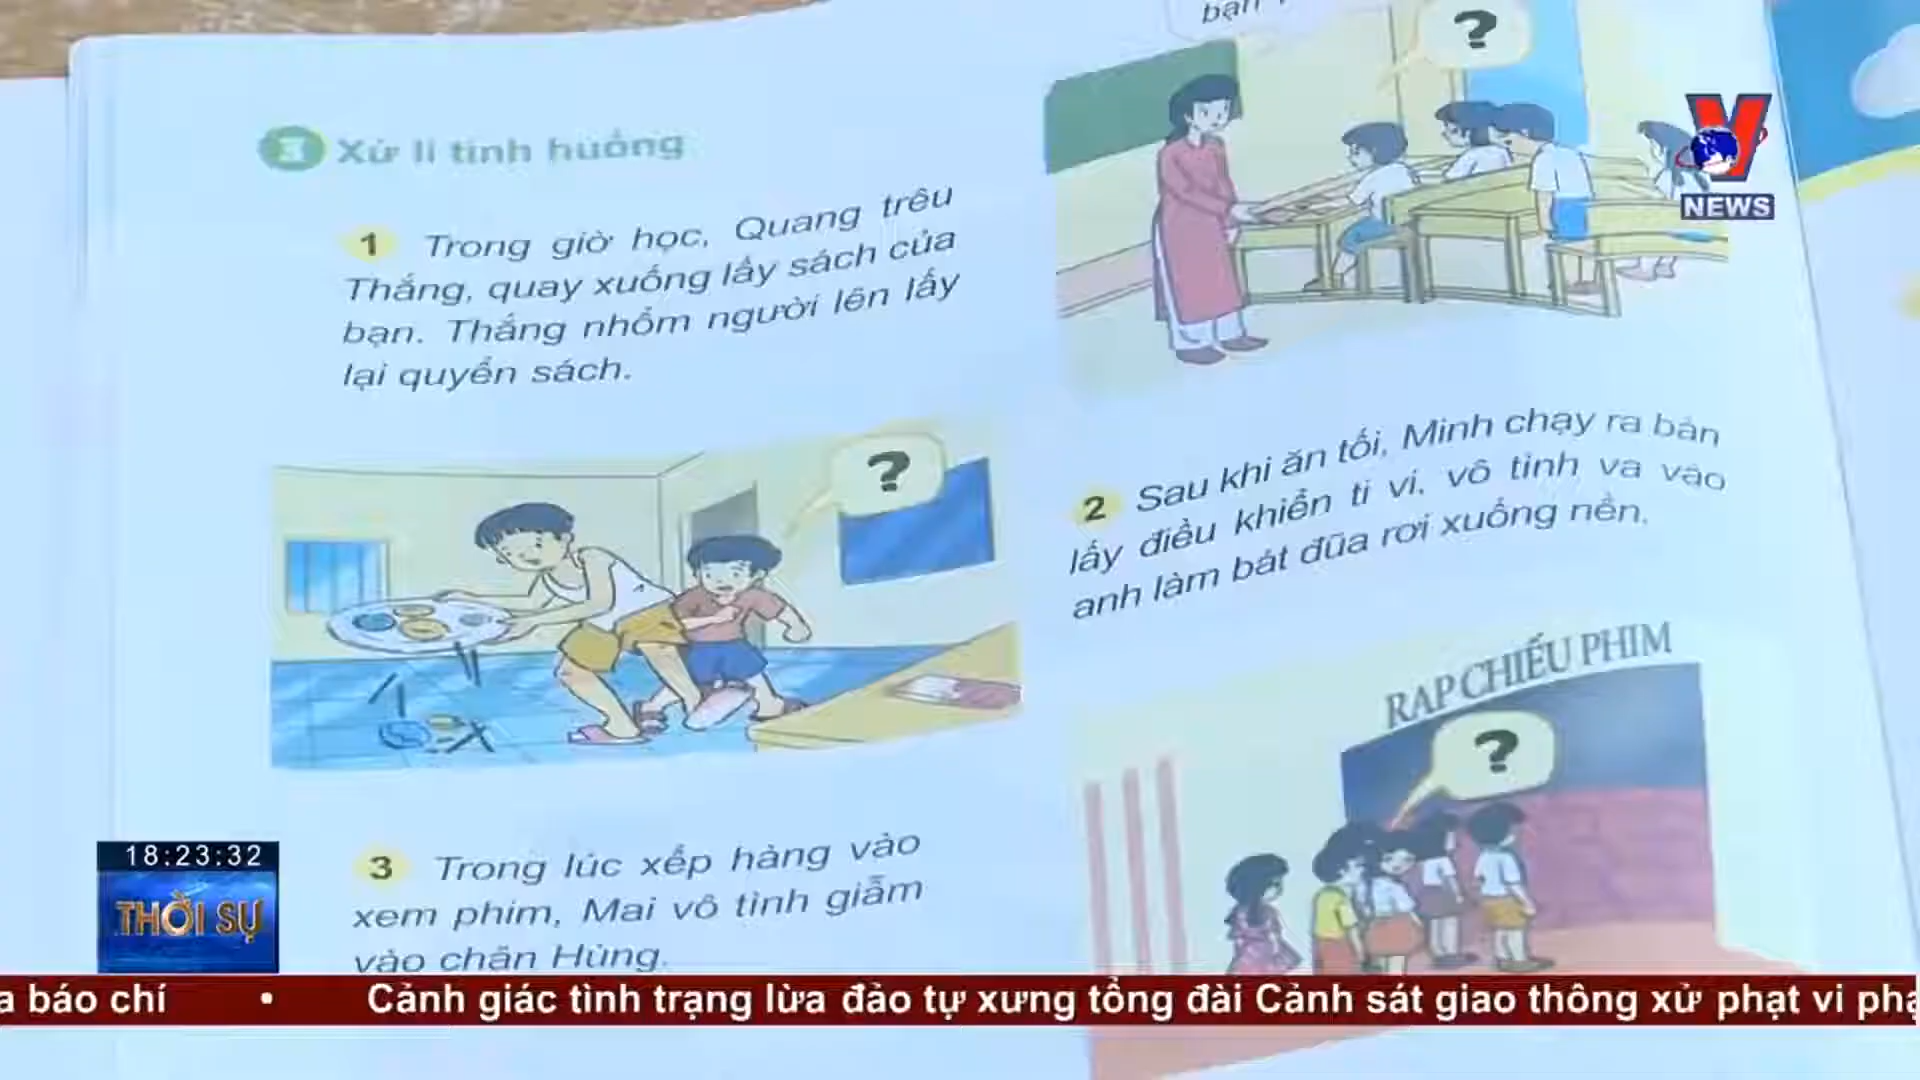 bạn
?
3 Xử lí tình huống
1 Trong giờ học, Quang trêu
Thắng, quay xuống lấy sách của
bạn. Thắng nhổm người lên lấy
lại quyển sách.
?
2 Sau khi ăn tối, Minh chạy ra bàn
lấy điều khiển ti vi, vô tình va vào
anh làm bát đũa rơi xuống nền.
RẠP CHIẾU PHIM
?
3 Trong lúc xếp hàng vào
xem phim, Mai vô tình giẫm
vào chân Hùng.
V
NEWS
18:23:32
THỜI SỰ
a báo chí • Cảnh giác tình trạng lừa đảo tự xưng tổng đài Cảnh sát giao thông xử phạt vi phạ